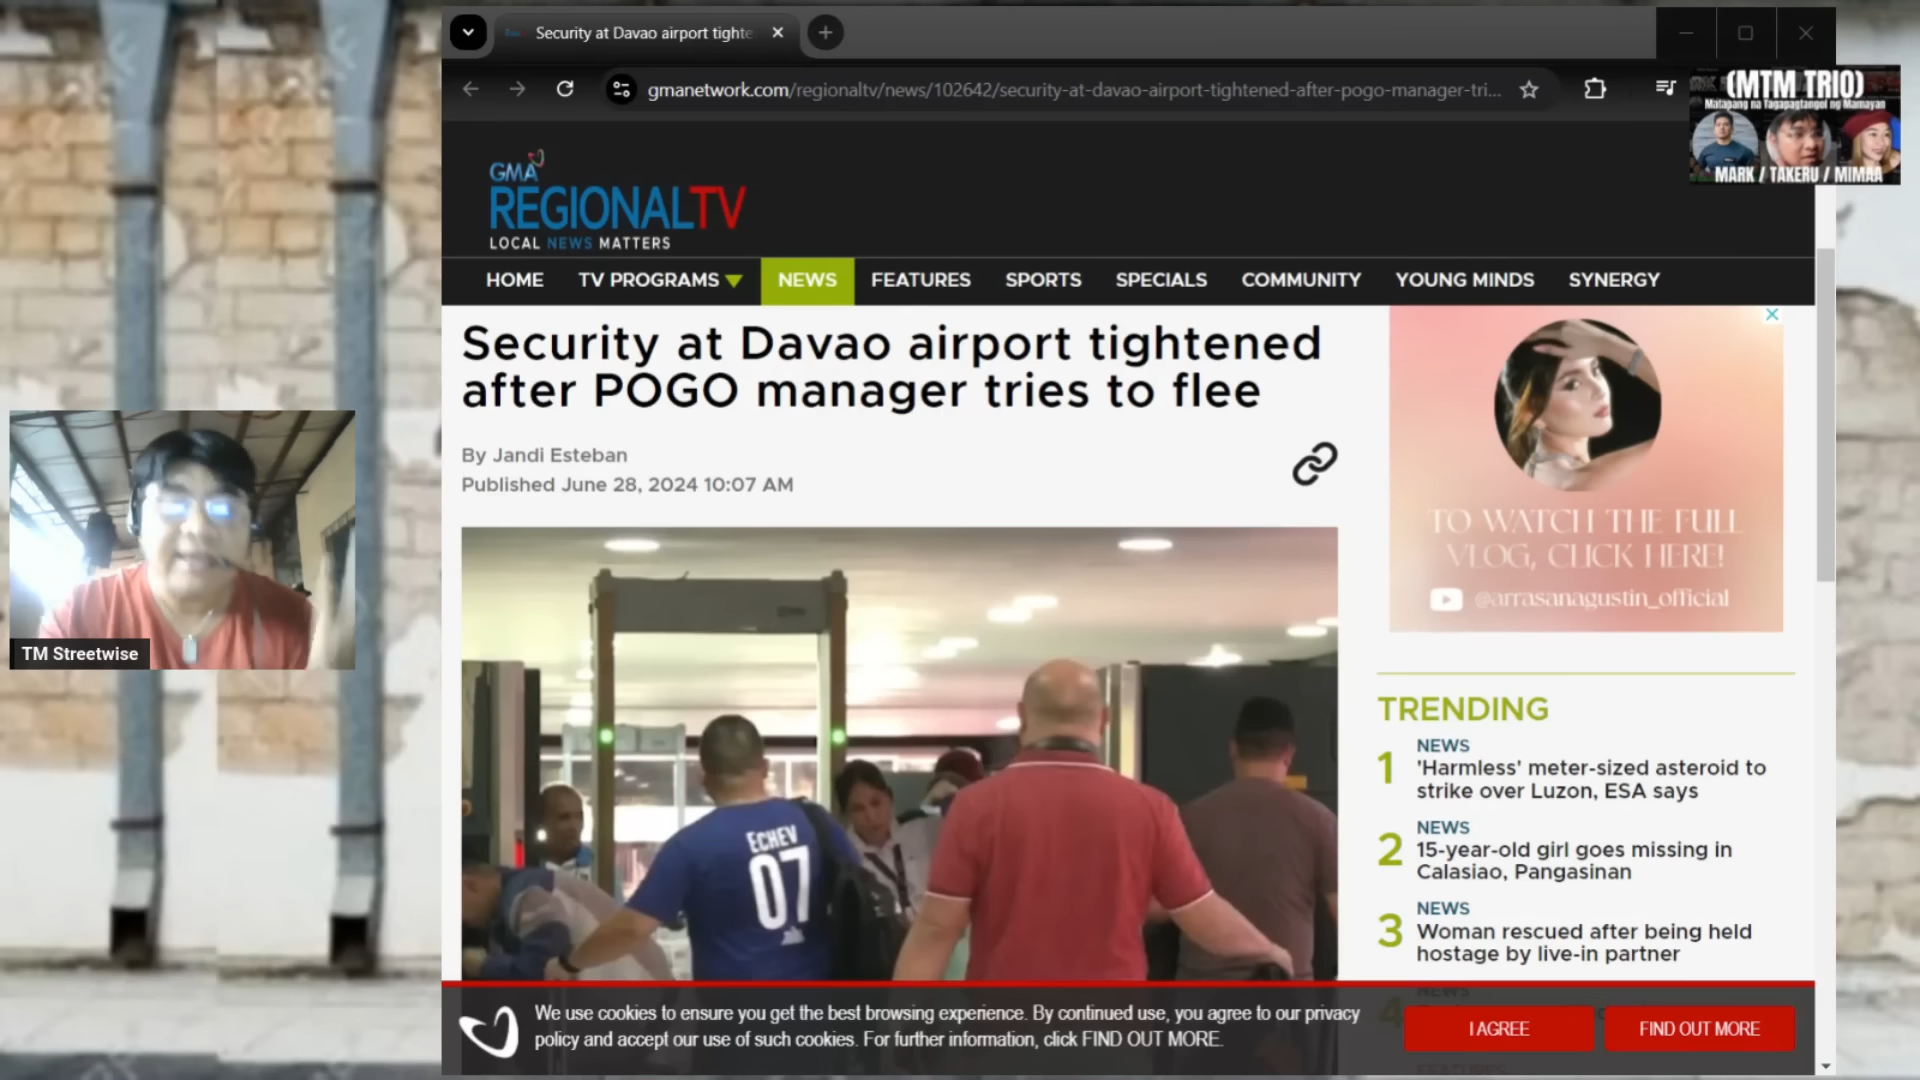 Security at Davao airport tighte
gmanetwork.com/regionaltv/news/102642/security-at-davao-airport-tightened-after-pogo-manager-tri...
(MTM TRIO)
Matapang na Tagapagtangol ng Mamayan
MARK / TAKERU / MIMAA
GMA
REGIONALTV
LOCAL NEWS MATTERS
HOME TV PROGRAMS NEWS FEATURES SPORTS SPECIALS COMMUNITY YOUNG MINDS SYNERGY
Security at Davao airport tightened
after POGO manager tries to flee
By Jandi Esteban
Published June 28, 2024 10:07 AM
ECHEV
07
TO WATCH THE FULL
VLOG, CLICK HERE!
@arrasanagustin_official
TRENDING
1 NEWS
'Harmless' meter-sized asteroid to
strike over Luzon, ESA says
2 NEWS
15-year-old girl goes missing in
Calasiao, Pangasinan
3 NEWS
Woman rescued after being held
hostage by live-in partner
4 NEWS
FEATURES
We use cookies to ensure you get the best browsing experience. By continued use, you agree to our privacy
policy and accept our use of such cookies. For further information, click FIND OUT MORE.
I AGREE
FIND OUT MORE
TM Streetwise